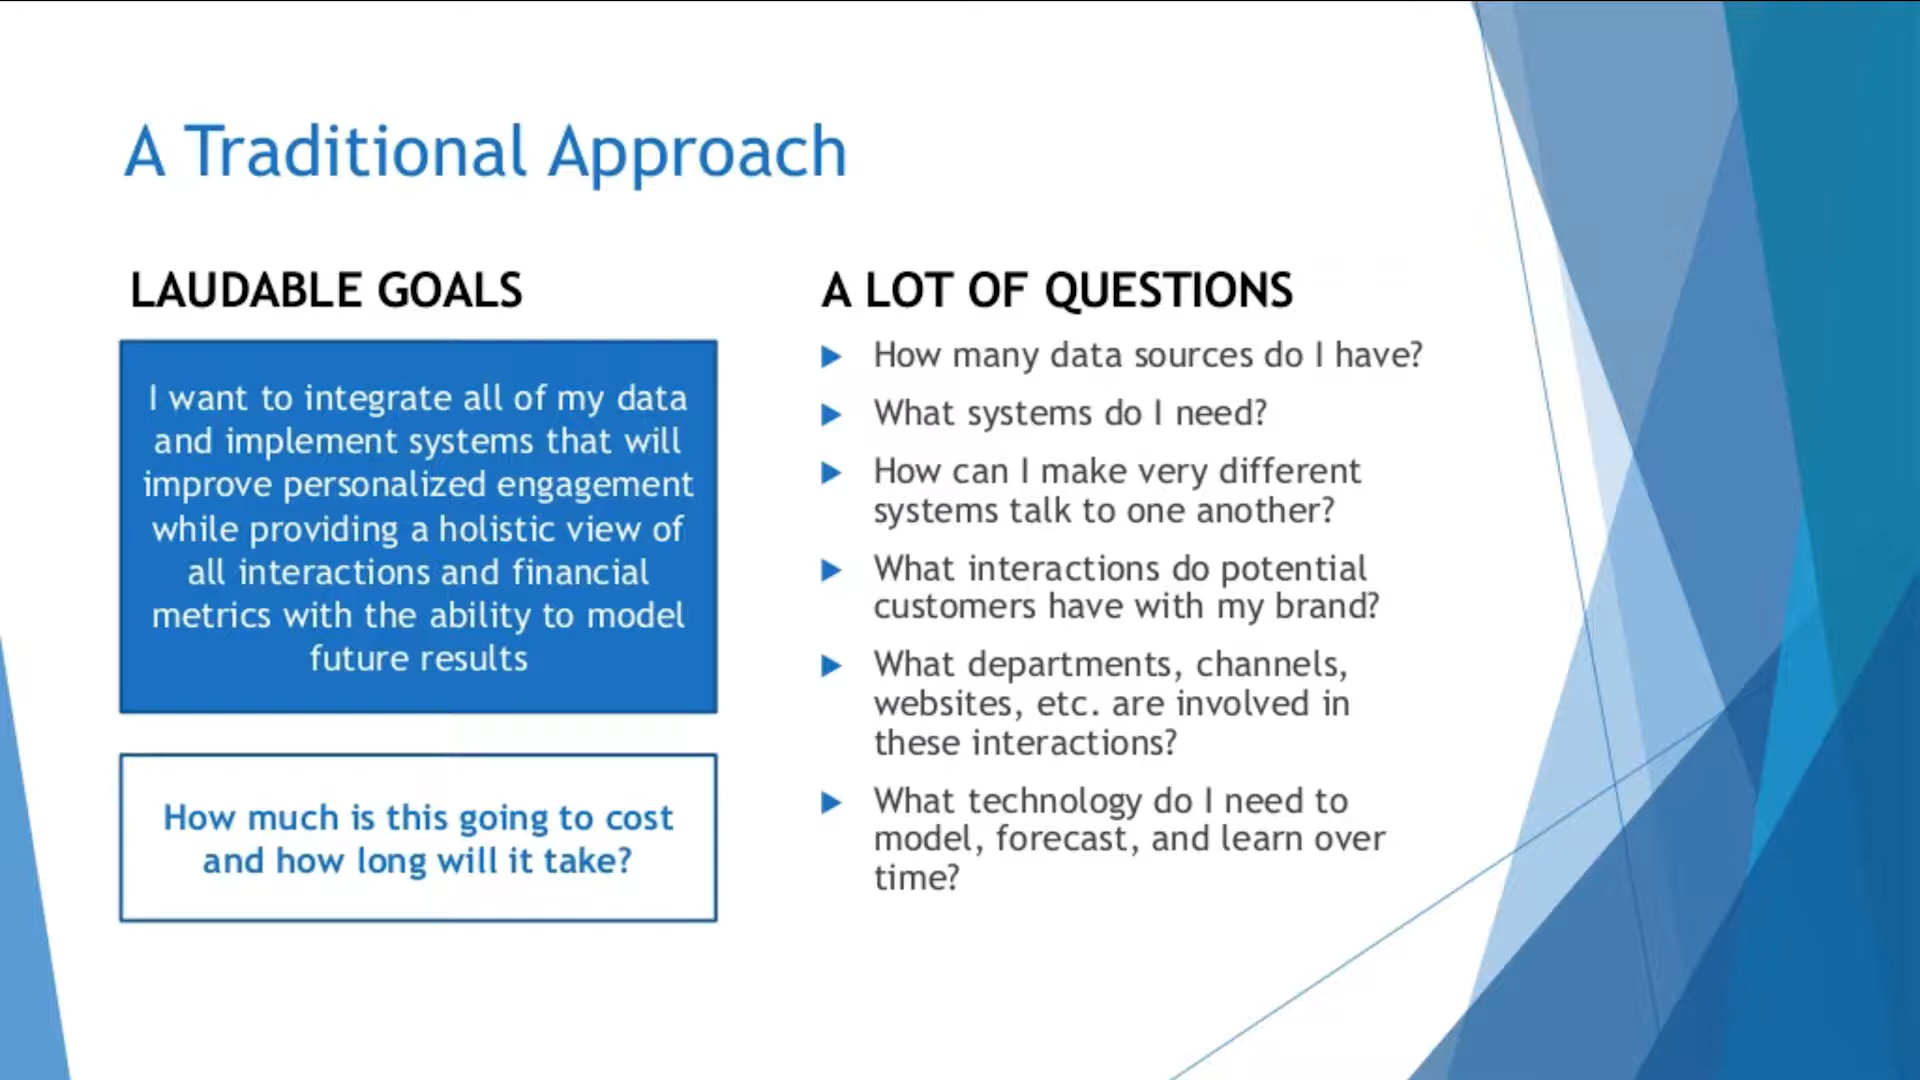 A Traditional Approach
LAUDABLE GOALS
I want to integrate all of my data
and implement systems that will
improve personalized engagement
while providing a holistic view of
all interactions and financial
metrics with the ability to model
future results
How much is this going to cost
and how long will it take?
A LOT OF QUESTIONS
How many data sources do I have?
What systems do I need?
How can I make very different
systems talk to one another?
What interactions do potential
customers have with my brand?
What departments, channels,
websites, etc. are involved in
these interactions?
What technology do I need to
model, forecast, and learn over
time?